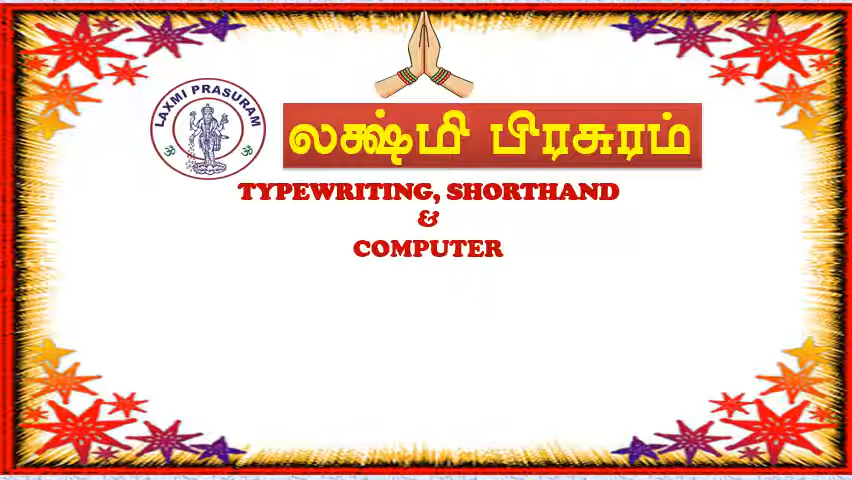 LAXMI PRASURAM
ॐ ॐ
லக்ஷ்மி பிரசுரம்
TYPEWRITING, SHORTHAND
&
COMPUTER